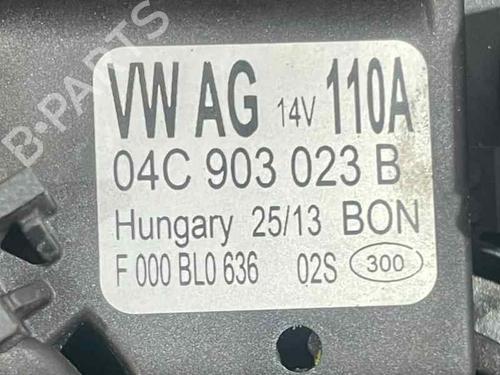 B-PARTS
VW AG 14V 110A
04C 903 023 B
Hungary 25/13 BON
F 000 BL0 636 02S 300